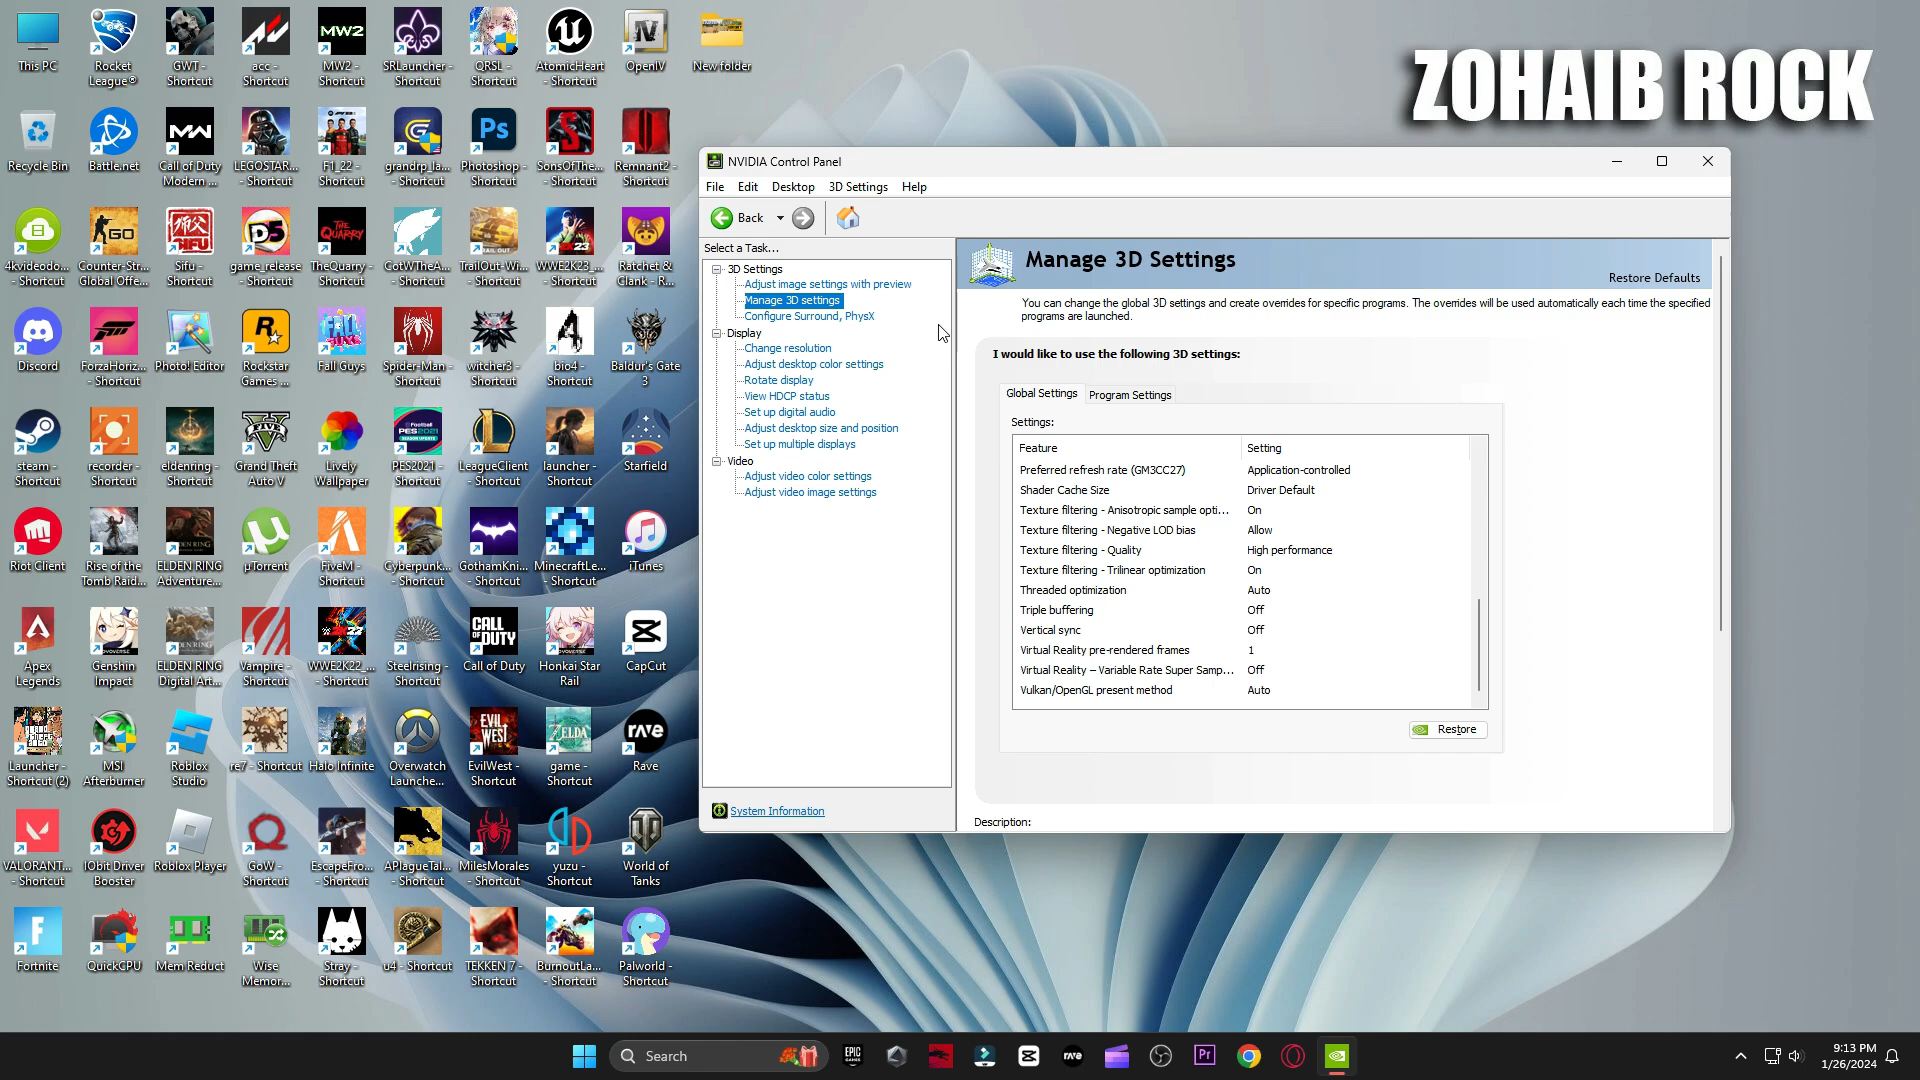 ZOHAIB ROCK
This PC
Rocket
League®
GWT -
Shortcut
acc -
Shortcut
MW2 -
Shortcut
SRLauncher -
Shortcut
QRSL -
Shortcut
AtomicHeart
- Shortcut
OpenIV
New folder
Recycle Bin
Battle.net
Call of Duty
Modern ...
LEGOSTAR...
- Shortcut
F1_22 -
Shortcut
grandrp_la...
- Shortcut
Photoshop -
Shortcut
SonsOfThe...
- Shortcut
Remnant2 -
Shortcut
4kvideodo...
- Shortcut
Counter-Str...
Global Offe...
Sifu -
Shortcut
game_release
- Shortcut
TheQuarry -
Shortcut
CotWTheA...
- Shortcut
TrailOut-Wi...
- Shortcut
WWE2K23_...
- Shortcut
Ratchet &
Clank - R...
Discord
ForzaHoriz...
- Shortcut
Photo! Editor
Rockstar
Games ...
Fall Guys
Spider-Man -
Shortcut
witcher3 -
Shortcut
bio4 -
Shortcut
Baldur's Gate
3
steam -
Shortcut
recorder -
Shortcut
eldenring -
Shortcut
Grand Theft
Auto V
Lively
Wallpaper
PES2021 -
Shortcut
LeagueClient
- Shortcut
launcher -
Shortcut
Starfield
Riot Client
Rise of the
Tomb Raid...
ELDEN RING
Adventure...
µTorrent
FiveM -
Shortcut
Cyberpunk...
- Shortcut
GothamKni...
- Shortcut
MinecraftLe...
- Shortcut
iTunes
Apex
Legends
Genshin
Impact
ELDEN RING
Digital Art...
Vampire -
Shortcut
WWE2K22_...
- Shortcut
Steelrising -
Shortcut
Call of Duty
Honkai Star
Rail
CapCut
Launcher -
Shortcut (2)
MSI
Afterburner
Roblox
Studio
re7 - Shortcut
Halo Infinite
Overwatch
Launche...
EvilWest -
Shortcut
game -
Shortcut
Rave
VALORANT...
- Shortcut
IObit Driver
Booster
Roblox Player
GoW -
Shortcut
EscapeFro...
- Shortcut
APlagueTal...
- Shortcut
MilesMorales
- Shortcut
yuzu -
Shortcut
World of
Tanks
Fortnite
QuickCPU
Mem Reduct
Wise
Memor...
Stray -
Shortcut
u4 - Shortcut
TEKKEN 7 -
Shortcut
BurnoutLa...
- Shortcut
Palworld -
Shortcut
NVIDIA Control Panel
File Edit Desktop 3D Settings Help
Back
Select a Task...
3D Settings
Adjust image settings with preview
Manage 3D settings
Configure Surround, PhysX
Display
Change resolution
Adjust desktop color settings
Rotate display
View HDCP status
Set up digital audio
Adjust desktop size and position
Set up multiple displays
Video
Adjust video color settings
Adjust video image settings
System Information
Manage 3D Settings
Restore Defaults
You can change the global 3D settings and create overrides for specific programs. The overrides will be used automatically each time the specified
programs are launched.
I would like to use the following 3D settings:
Global Settings Program Settings
Settings:
Feature Setting
Preferred refresh rate (GM3CC27) Application-controlled
Shader Cache Size Driver Default
Texture filtering - Anisotropic sample opti... On
Texture filtering - Negative LOD bias Allow
Texture filtering - Quality High performance
Texture filtering - Trilinear optimization On
Threaded optimization Auto
Triple buffering Off
Vertical sync Off
Virtual Reality pre-rendered frames 1
Virtual Reality – Variable Rate Super Samp... Off
Vulkan/OpenGL present method Auto
Restore
Description:
Search
9:13 PM
1/26/2024